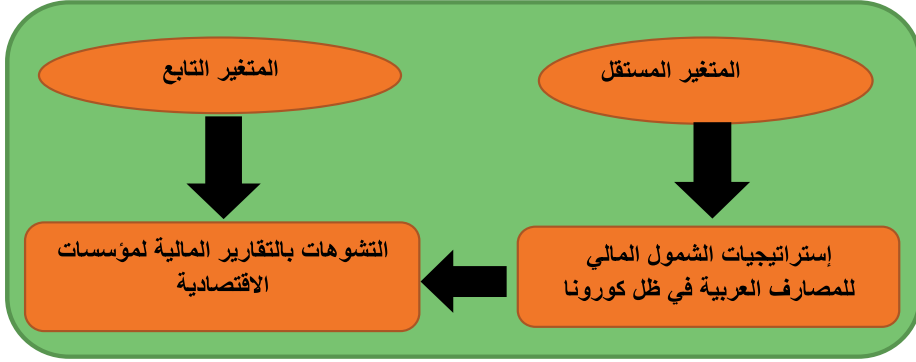 المتغير المستقل
المتغير التابع
إستراتيجيات الشمول المالي
للمصارف العربية في ظل كورونا
التشوهات بالتقارير المالية لمؤسسات
الاقتصادية